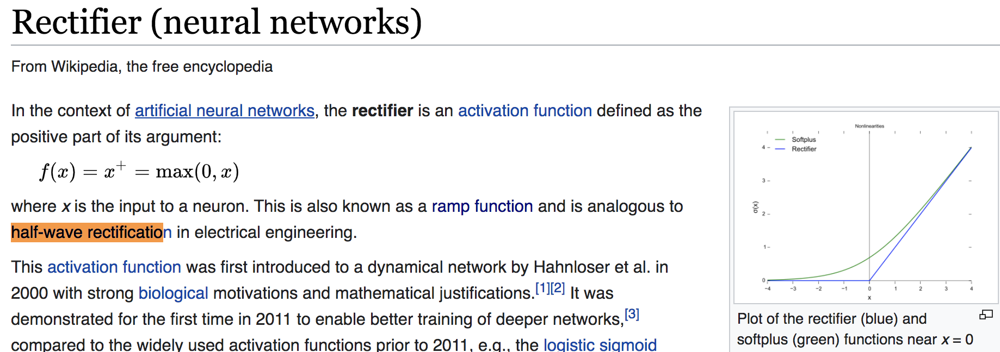 Rectifier (neural networks)
From Wikipedia, the free encyclopedia
In the context of artificial neural networks, the rectifier is an activation function defined as the
positive part of its argument:
f(x) = x⁺ = max(0, x)
where x is the input to a neuron. This is also known as a ramp function and is analogous to
half-wave rectification in electrical engineering.
This activation function was first introduced to a dynamical network by Hahnloser et al. in
2000 with strong biological motivations and mathematical justifications.[1][2] It was
demonstrated for the first time in 2011 to enable better training of deeper networks,[3]
compared to the widely used activation functions prior to 2011, e.g., the logistic sigmoid
Nonlinearities
Softplus
Rectifier
4
3
2
1
0
σ(x)
-4 -3 -2 -1 0 1 2 3 4
x
Plot of the rectifier (blue) and
softplus (green) functions near x = 0